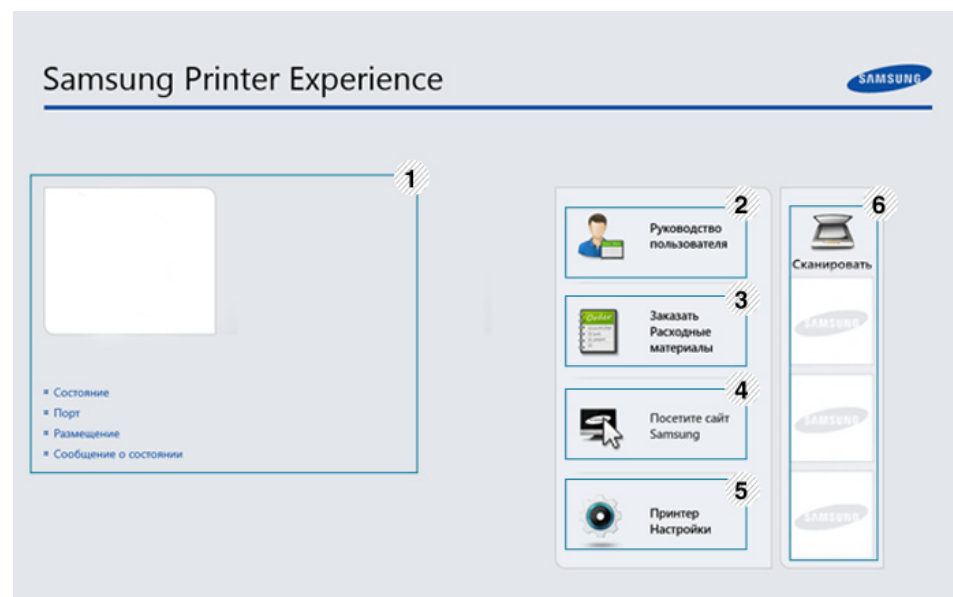 Samsung Printer Experience
SAMSUNG
1
Состояние
Порт
Размещение
Сообщение о состоянии
2
Руководство
пользователя
3
Order
Заказать
Расходные
материалы
4
Посетите сайт
Samsung
5
Принтер
Настройки
6
Сканировать
SAMSUNG
SAMSUNG
SAMSUNG